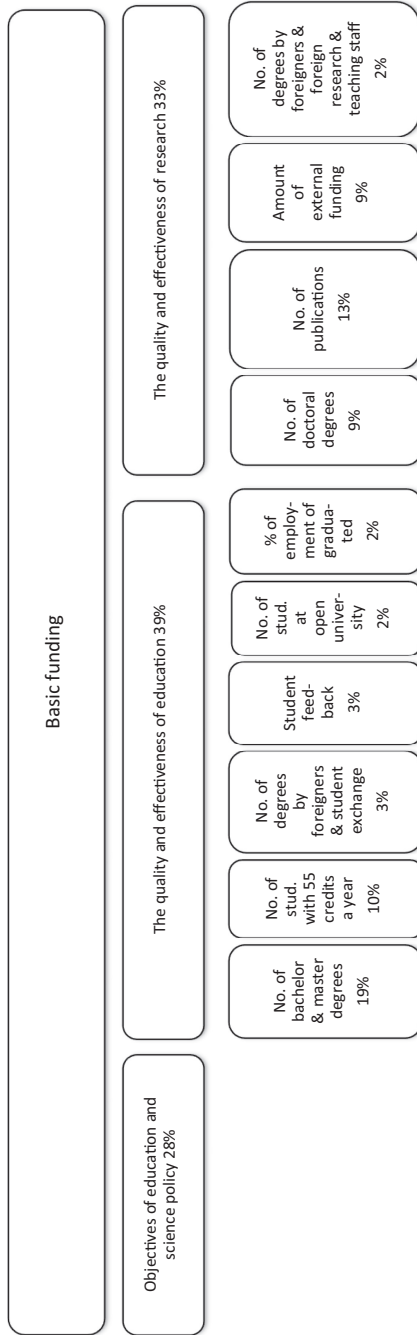 Basic funding
Objectives of education and
science policy 28%
The quality and effectiveness of education 39%
The quality and effectiveness of research 33%
No. of
bachelor
& master
degrees
19%
No. of
stud.
with 55
credits
a year
10%
No. of
degrees
by
foreigners
& student
exchange
3%
Student
feed-
back
3%
No. of
stud.
at
open
univer-
sity
2%
% of
employ-
ment of
gradua-
ted
2%
No. of
doctoral
degrees
9%
No. of
publications
13%
Amount
of
external
funding
9%
No. of
degrees by
foreigners &
foreign
research &
teaching staff
2%